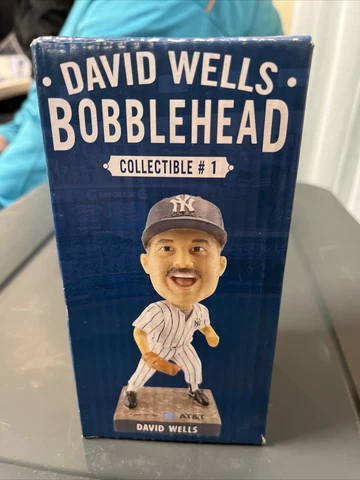 • DAVID WELLS •
BOBBLEHEAD
COLLECTIBLE # 1
NY
AT&T
DAVID WELLS